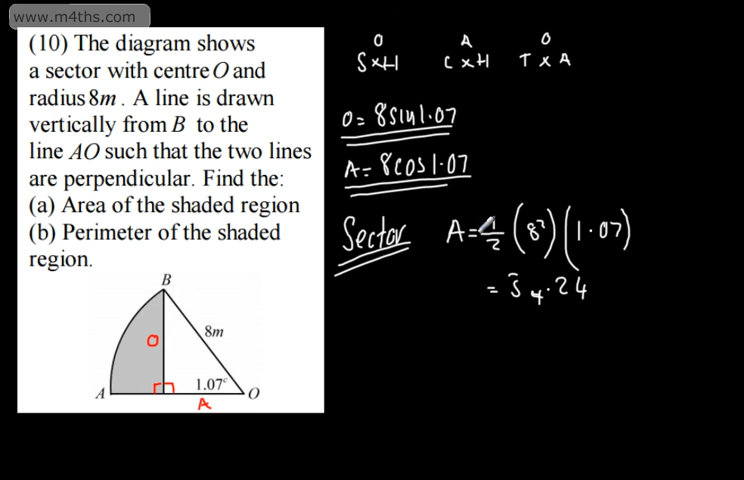 www.m4ths.com
(10) The diagram shows
a sector with centre O and
radius 8m. A line is drawn
vertically from B to the
line AO such that the two lines
are perpendicular. Find the:
(a) Area of the shaded region
(b) Perimeter of the shaded
region.
B
O
8m
1.07ᶜ
A
O
A
O A O
S x H C x H T x A
O = 8sin1.07
A = 8cos1.07
Sector A = 1/2 (8²)(1.07)
= 34.24